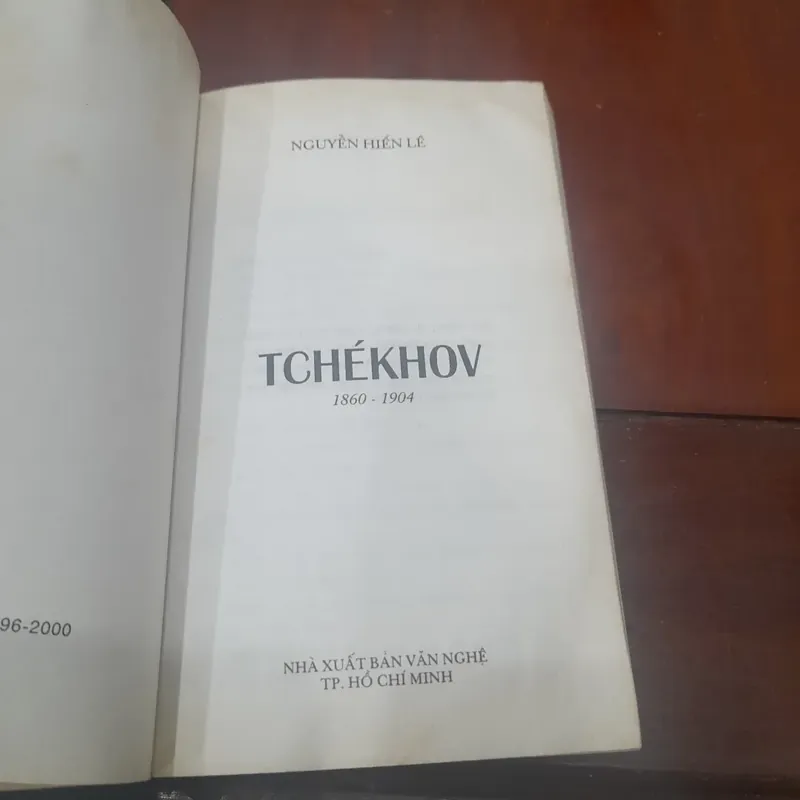 96-2000
NGUYỄN HIẾN LÊ
TCHÉKHOV
1860 - 1904
NHÀ XUẤT BẢN VĂN NGHỆ
TP. HỒ CHÍ MINH